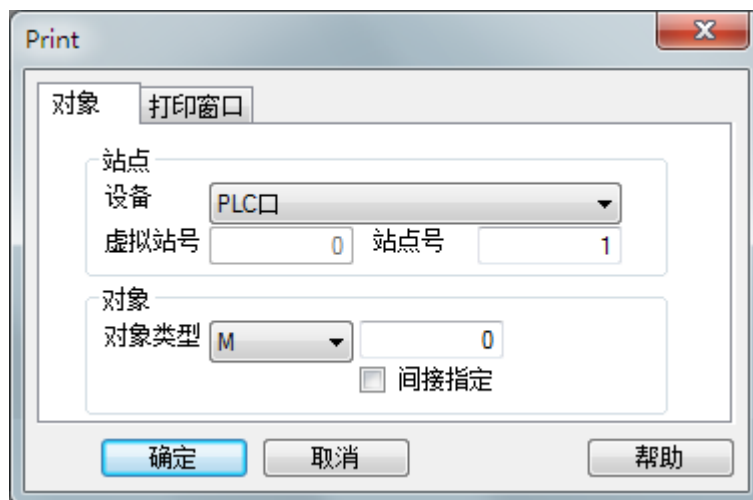 Print
对象 打印窗口
站点
设备 PLC口
虚拟站号 0 站点号 1
对象
对象类型 M 0
间接指定
确定 取消 帮助